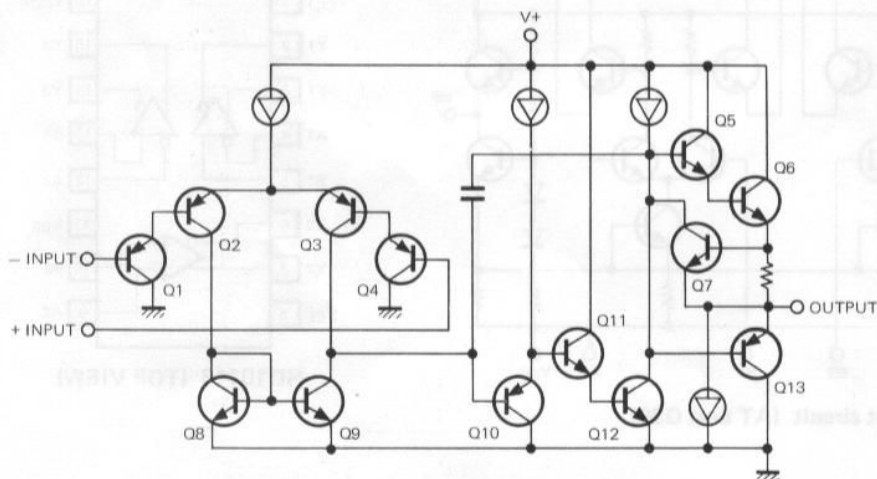 V+
Q5
Q6
Q2
Q3
− INPUT
Q1
Q4
Q7
+ INPUT
OUTPUT
Q11
Q13
Q8
Q9
Q10
Q12